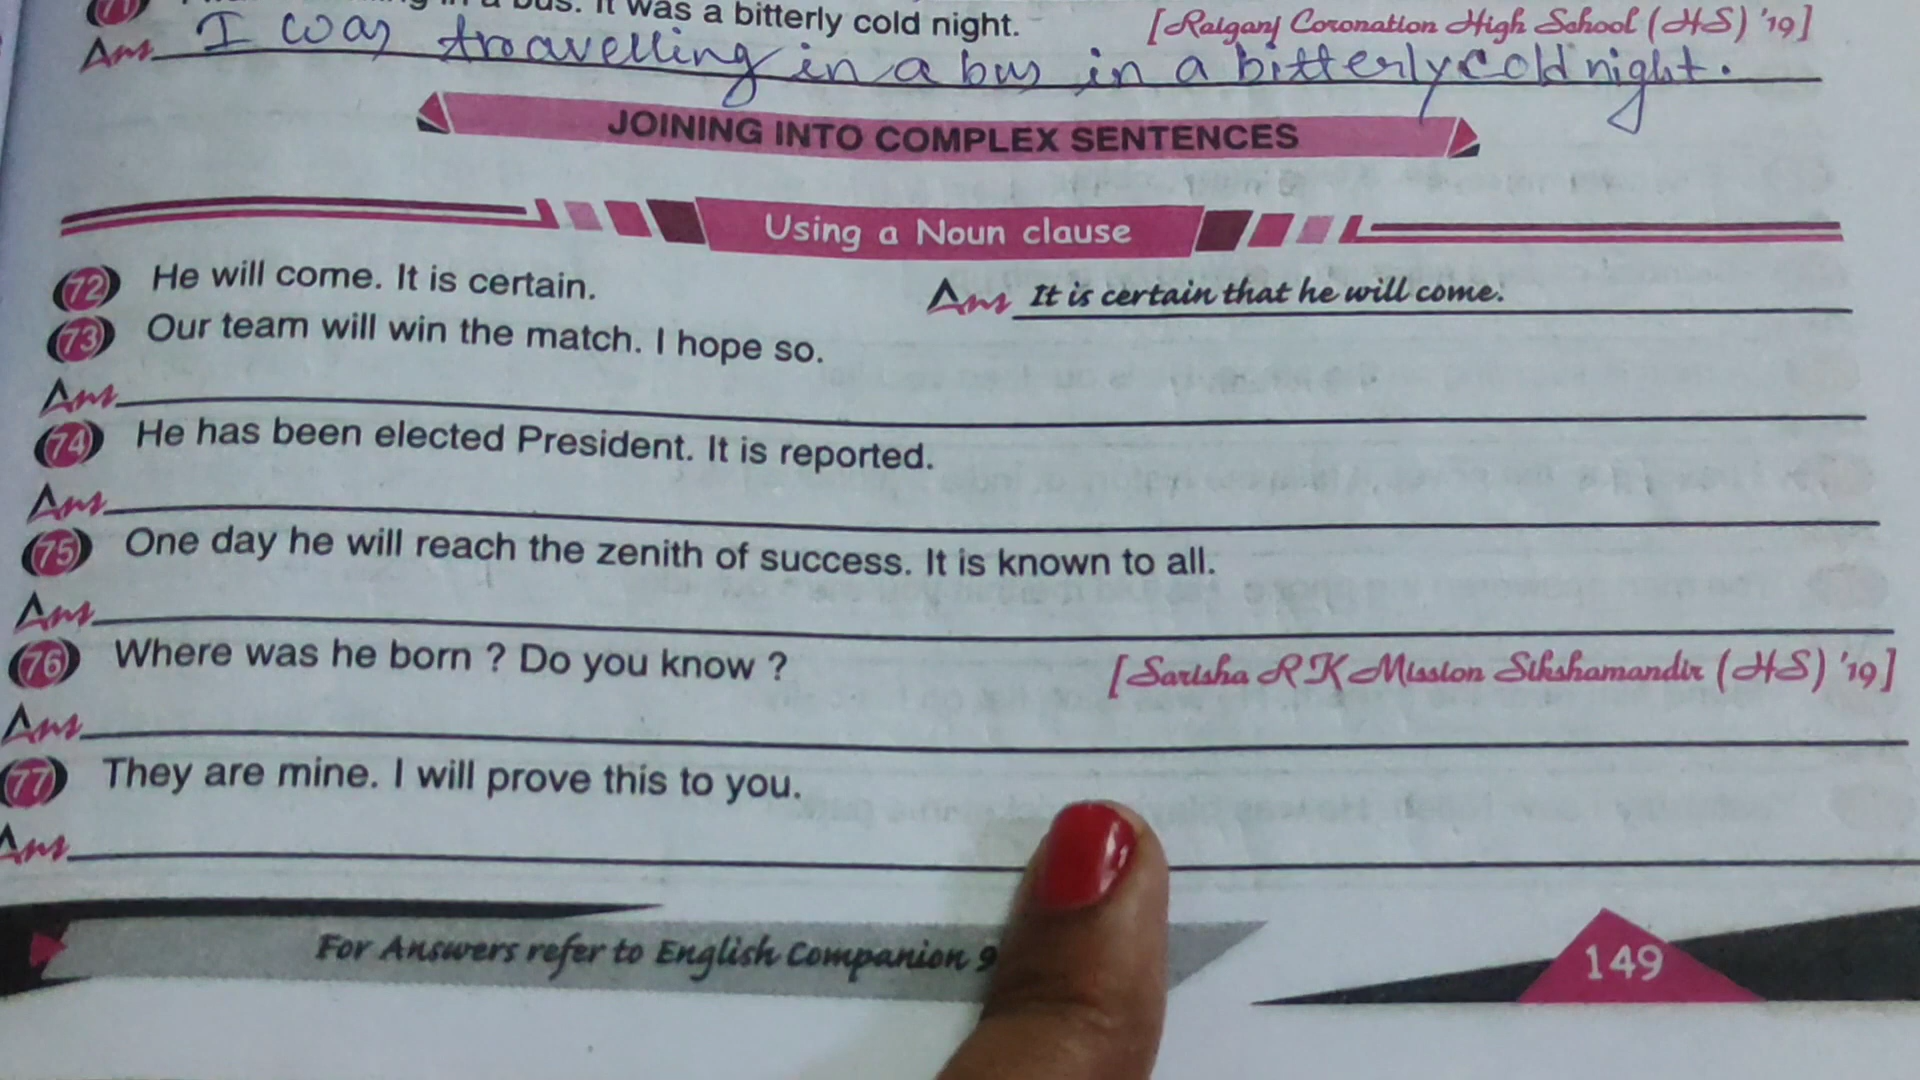 71 in a bus. It was a bitterly cold night. [Raiganj Coronation High School (HS) '19]
Ans I was travelling in a bus in a bitterly cold night.
JOINING INTO COMPLEX SENTENCES
Using a Noun clause
72 He will come. It is certain. Ans It is certain that he will come.
73 Our team will win the match. I hope so.
Ans
74 He has been elected President. It is reported.
Ans
75 One day he will reach the zenith of success. It is known to all.
Ans
76 Where was he born ? Do you know ? [Sarisha RK Mission Sikshamandir (HS) '19]
Ans
77 They are mine. I will prove this to you.
Ans
For Answers refer to English Companion 9
149